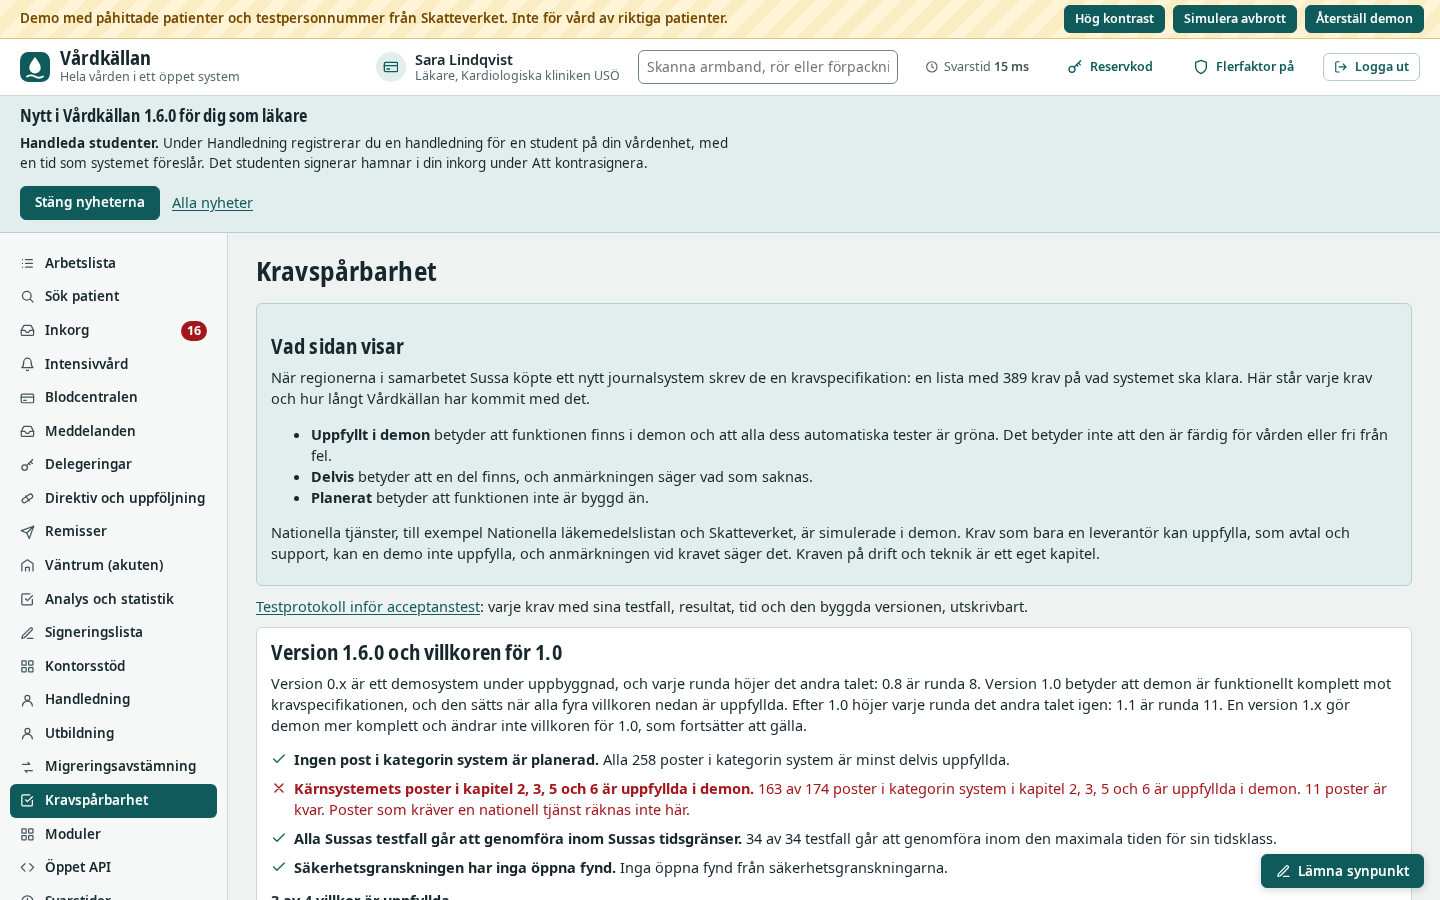 Demo med påhittade patienter och testpersonnummer från Skatteverket. Inte för vård av riktiga patienter.
Hög kontrast
Simulera avbrott
Återställ demon
Vårdkällan
Hela vården i ett öppet system
Sara Lindqvist
Läkare, Kardiologiska kliniken USÖ
Skanna armband, rör eller förpackni
Svarstid 15 ms
Reservkod
Flerfaktor på
Logga ut
Nytt i Vårdkällan 1.6.0 för dig som läkare
Handleda studenter. Under Handledning registrerar du en handledning för en student på din vårdenhet, med
en tid som systemet föreslår. Det studenten signerar hamnar i din inkorg under Att kontrasignera.
Stäng nyheterna
Alla nyheter
Arbetslista
Sök patient
Inkorg
16
Intensivvård
Blodcentralen
Meddelanden
Delegeringar
Direktiv och uppföljning
Remisser
Väntrum (akuten)
Analys och statistik
Signeringslista
Kontorsstöd
Handledning
Utbildning
Migreringsavstämning
Kravspårbarhet
Moduler
Öppet API
Svarstider
Kravspårbarhet
Vad sidan visar
När regionerna i samarbetet Sussa köpte ett nytt journalsystem skrev de en kravspecifikation: en lista med 389 krav på vad systemet ska klara. Här står varje krav
och hur långt Vårdkällan har kommit med det.
Uppfyllt i demon betyder att funktionen finns i demon och att alla dess automatiska tester är gröna. Det betyder inte att den är färdig för vården eller fri från
fel.
Delvis betyder att en del finns, och anmärkningen säger vad som saknas.
Planerat betyder att funktionen inte är byggd än.
Nationella tjänster, till exempel Nationella läkemedelslistan och Skatteverket, är simulerade i demon. Krav som bara en leverantör kan uppfylla, som avtal och
support, kan en demo inte uppfylla, och anmärkningen vid kravet säger det. Kraven på drift och teknik är ett eget kapitel.
Testprotokoll inför acceptanstest: varje krav med sina testfall, resultat, tid och den byggda versionen, utskrivbart.
Version 1.6.0 och villkoren för 1.0
Version 0.x är ett demosystem under uppbyggnad, och varje runda höjer det andra talet: 0.8 är runda 8. Version 1.0 betyder att demon är funktionellt komplett mot
kravspecifikationen, och den sätts när alla fyra villkoren nedan är uppfyllda. Efter 1.0 höjer varje runda det andra talet igen: 1.1 är runda 11. En version 1.x gör
demon mer komplett och ändrar inte villkoren för 1.0, som fortsätter att gälla.
Ingen post i kategorin system är planerad. Alla 258 poster i kategorin system är minst delvis uppfyllda.
Kärnsystemets poster i kapitel 2, 3, 5 och 6 är uppfyllda i demon. 163 av 174 poster i kategorin system i kapitel 2, 3, 5 och 6 är uppfyllda i demon. 11 poster är
kvar. Poster som kräver en nationell tjänst räknas inte här.
Alla Sussas testfall går att genomföra inom Sussas tidsgränser. 34 av 34 testfall går att genomföra inom den maximala tiden för sin tidsklass.
Säkerhetsgranskningen har inga öppna fynd. Inga öppna fynd från säkerhetsgranskningarna.
3 av 4 villkor är uppfyllda.
Lämna synpunkt